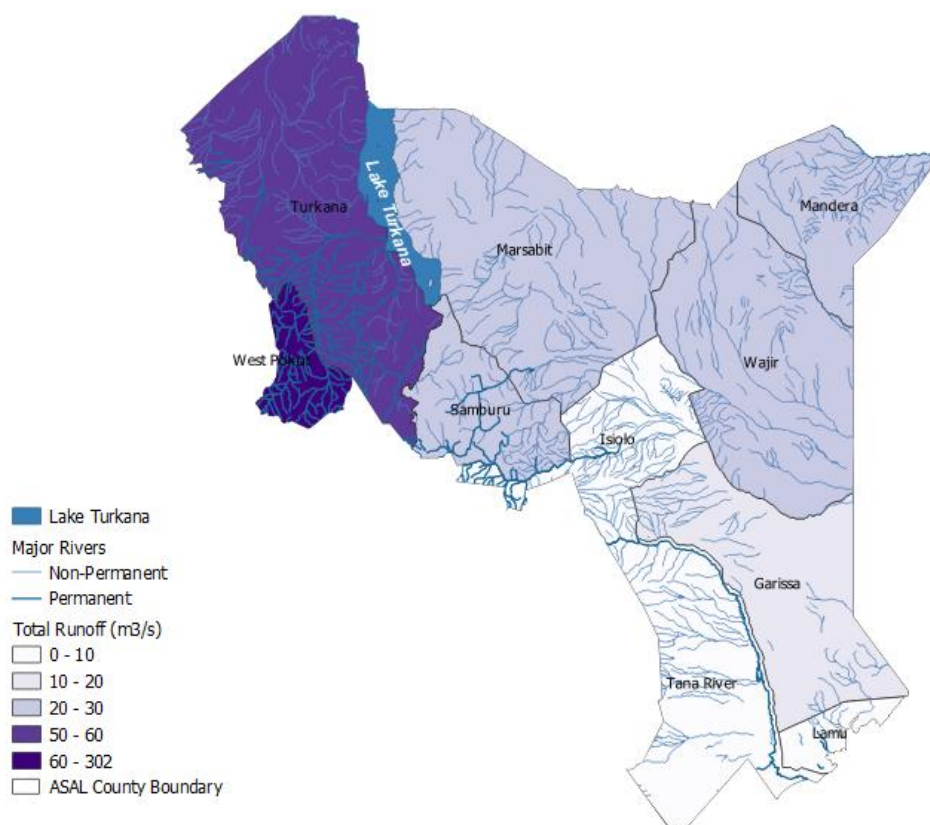 Turkana
Lake Turkana
Marsabit
Mandera
West Pokot
Wajir
Samburu
Isiolo
Garissa
Tana River
Lamu
Lake Turkana
Major Rivers
Non-Permanent
Permanent
Total Runoff (m3/s)
0 - 10
10 - 20
20 - 30
50 - 60
60 - 302
ASAL County Boundary